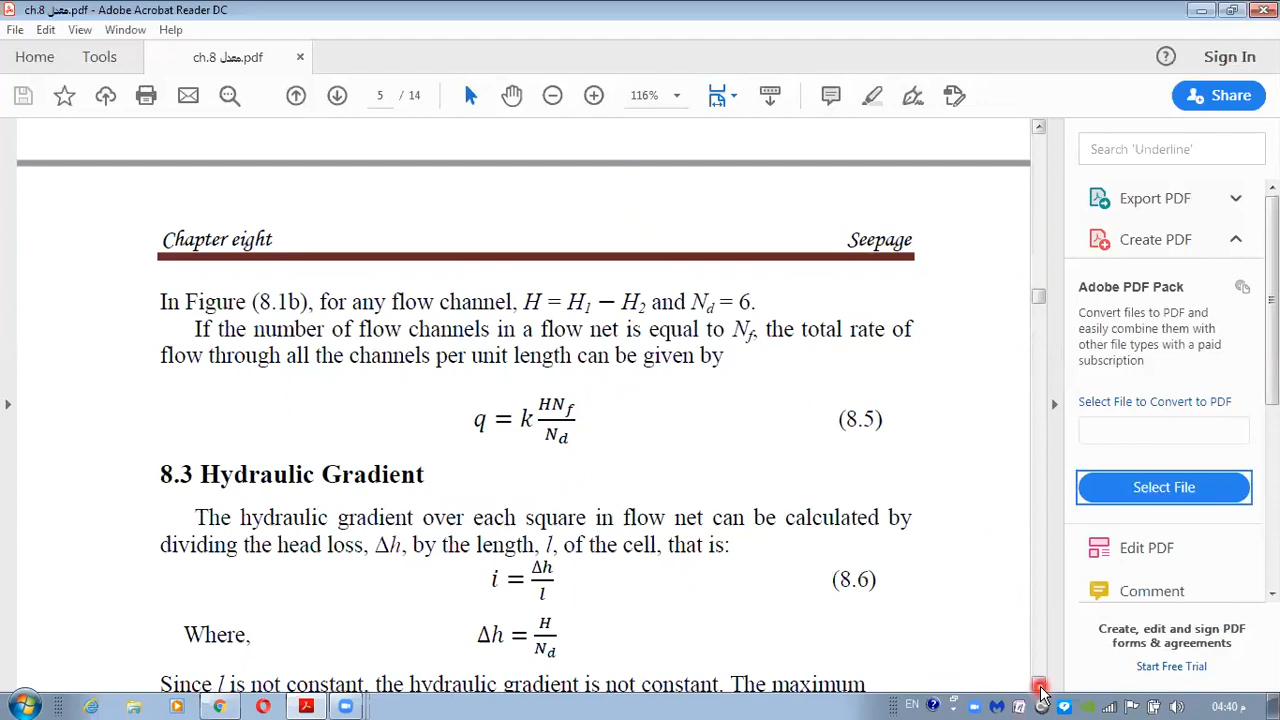 ch.8 معدل.pdf - Adobe Acrobat Reader DC
File Edit View Window Help
Home Tools ch.8 معدل.pdf × Sign In
5 / 14 116% Share
Chapter eight Seepage
In Figure (8.1b), for any flow channel, H = H₁ − H₂ and N_d = 6.
If the number of flow channels in a flow net is equal to N_f, the total rate of
flow through all the channels per unit length can be given by
q = k HN_f / N_d (8.5)
8.3 Hydraulic Gradient
The hydraulic gradient over each square in flow net can be calculated by
dividing the head loss, Δh, by the length, l, of the cell, that is:
i = Δh / l (8.6)
Where, Δh = H / N_d
Since l is not constant, the hydraulic gradient is not constant. The maximum
Search 'Underline'
Export PDF
Create PDF
Adobe PDF Pack
Convert files to PDF and
easily combine them with
other file types with a paid
subscription
Select File to Convert to PDF
Select File
Edit PDF
Comment
Create, edit and sign PDF
forms & agreements
Start Free Trial
EN 04:40 م